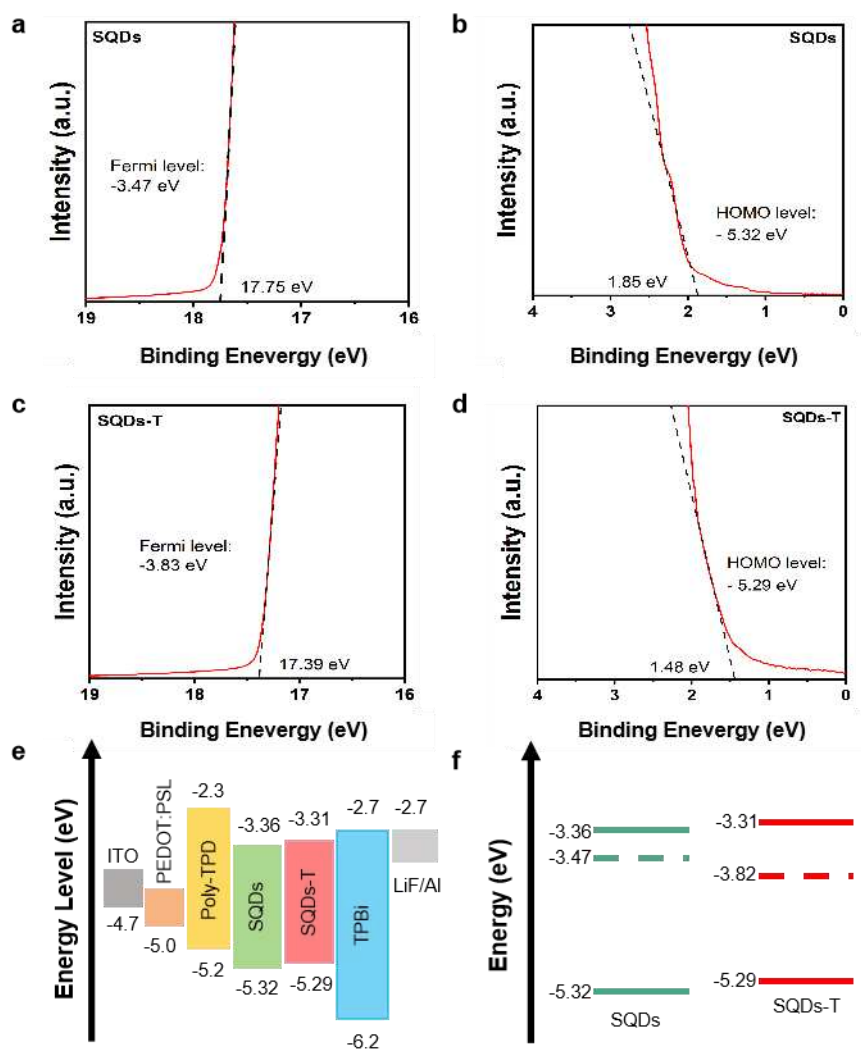 a
SQDs
Intensity (a.u.)
Fermi level:
-3.47 eV
17.75 eV
19 18 17 16
Binding Enevergy (eV)
b
SQDs
Intensity (a.u.)
HOMO level:
- 5.32 eV
1.85 eV
4 3 2 1 0
Binding Enevergy (eV)
c
SQDs-T
Intensity (a.u.)
Fermi level:
-3.83 eV
17.39 eV
19 18 17 16
Binding Enevergy (eV)
d
SQDs-T
Intensity (a.u.)
HOMO level:
- 5.29 eV
1.48 eV
4 3 2 1 0
Binding Enevergy (eV)
e
Energy Level (eV)
ITO
-4.7
PEDOT:PSL
-5.0
-2.3
Poly-TPD
-5.2
-3.36
SQDs
-5.32
-3.31
SQDs-T
-5.29
-2.7
TPBi
-6.2
-2.7
LiF/Al
f
Energy (eV)
-3.36
-3.47
-5.32
SQDs
-3.31
-3.82
-5.29
SQDs-T